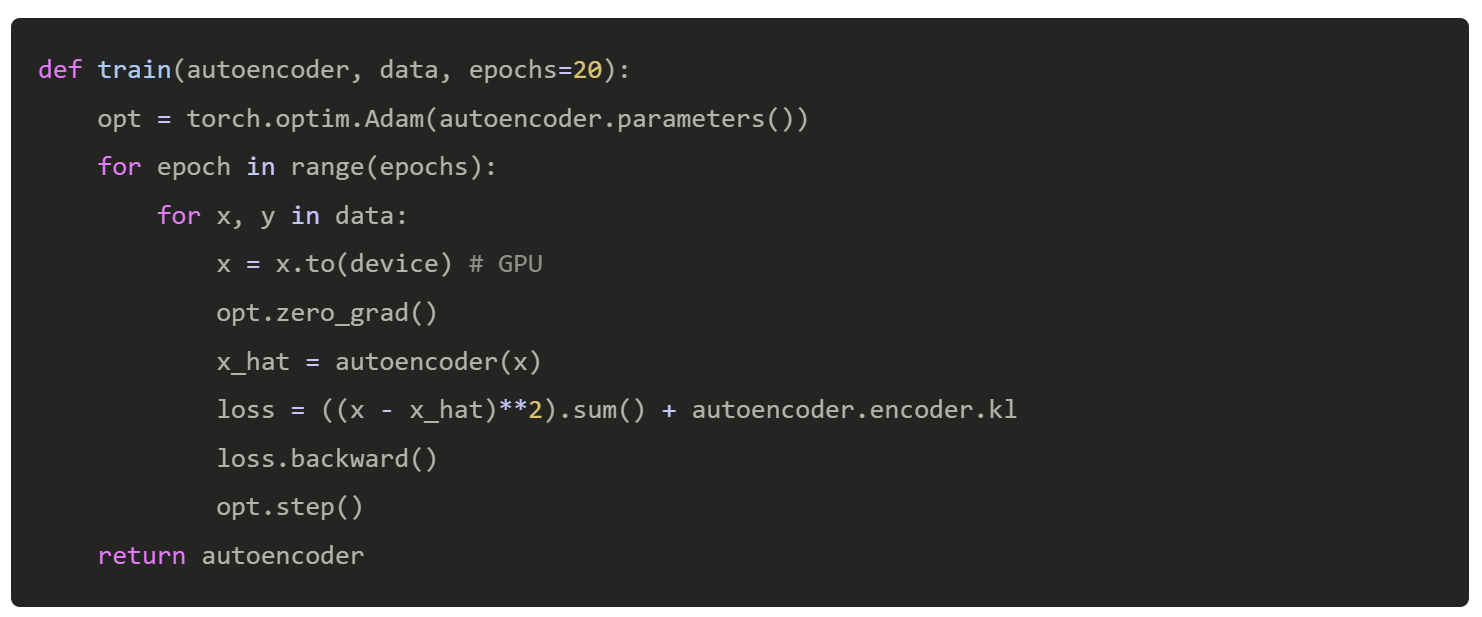 def train(autoencoder, data, epochs=20):
    opt = torch.optim.Adam(autoencoder.parameters())
    for epoch in range(epochs):
        for x, y in data:
            x = x.to(device) # GPU
            opt.zero_grad()
            x_hat = autoencoder(x)
            loss = ((x - x_hat)**2).sum() + autoencoder.encoder.kl
            loss.backward()
            opt.step()
    return autoencoder